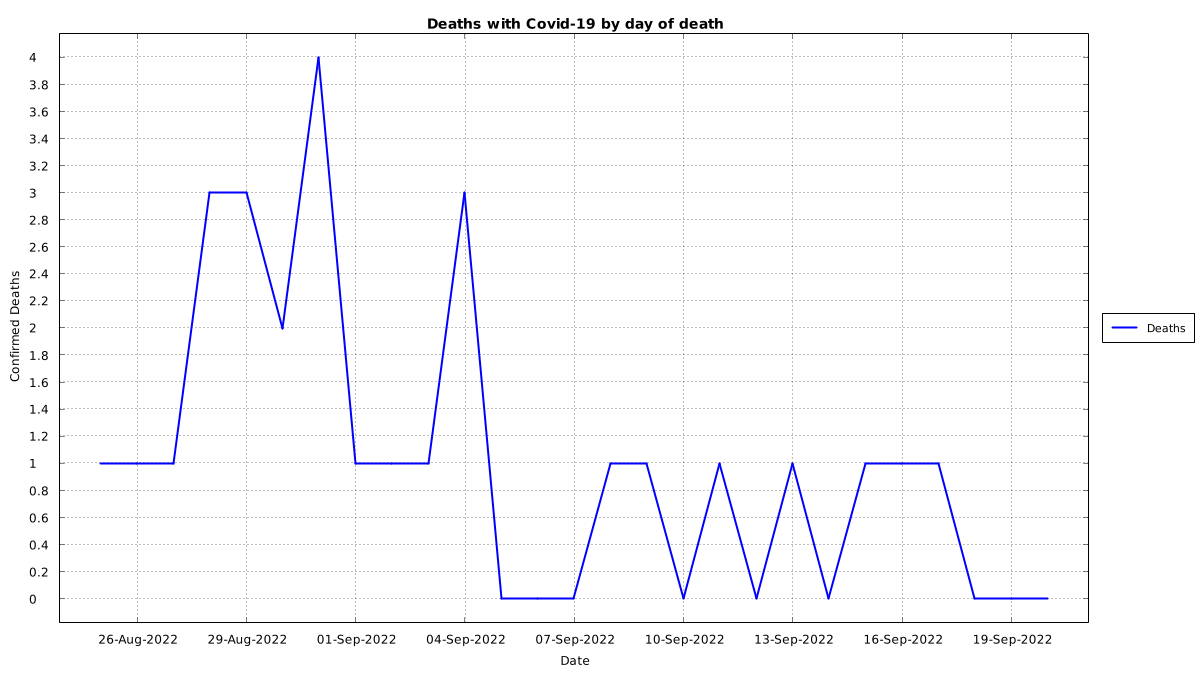 Deaths with Covid-19 by day of death
4
3.8
3.6
3.4
3.2
3
2.8
2.6
2.4
2.2
2
1.8
1.6
1.4
1.2
1
0.8
0.6
0.4
0.2
0
Confirmed Deaths
26-Aug-2022
29-Aug-2022
01-Sep-2022
04-Sep-2022
07-Sep-2022
10-Sep-2022
13-Sep-2022
16-Sep-2022
19-Sep-2022
Date
Deaths